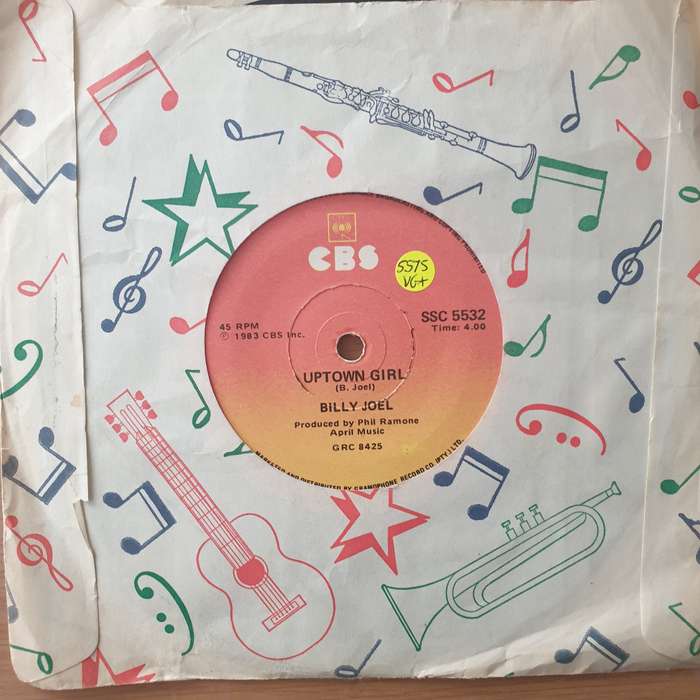 CBS
5575
VG+
SSC 5532
Time: 4.00
45 RPM
℗ 1983 CBS Inc.
UPTOWN GIRL
(B. Joel)
BILLY JOEL
Produced by Phil Ramone
April Music
GRC 8425
MARKETED AND DISTRIBUTED BY GRAMOPHONE RECORD CO. (PTY.) LTD.